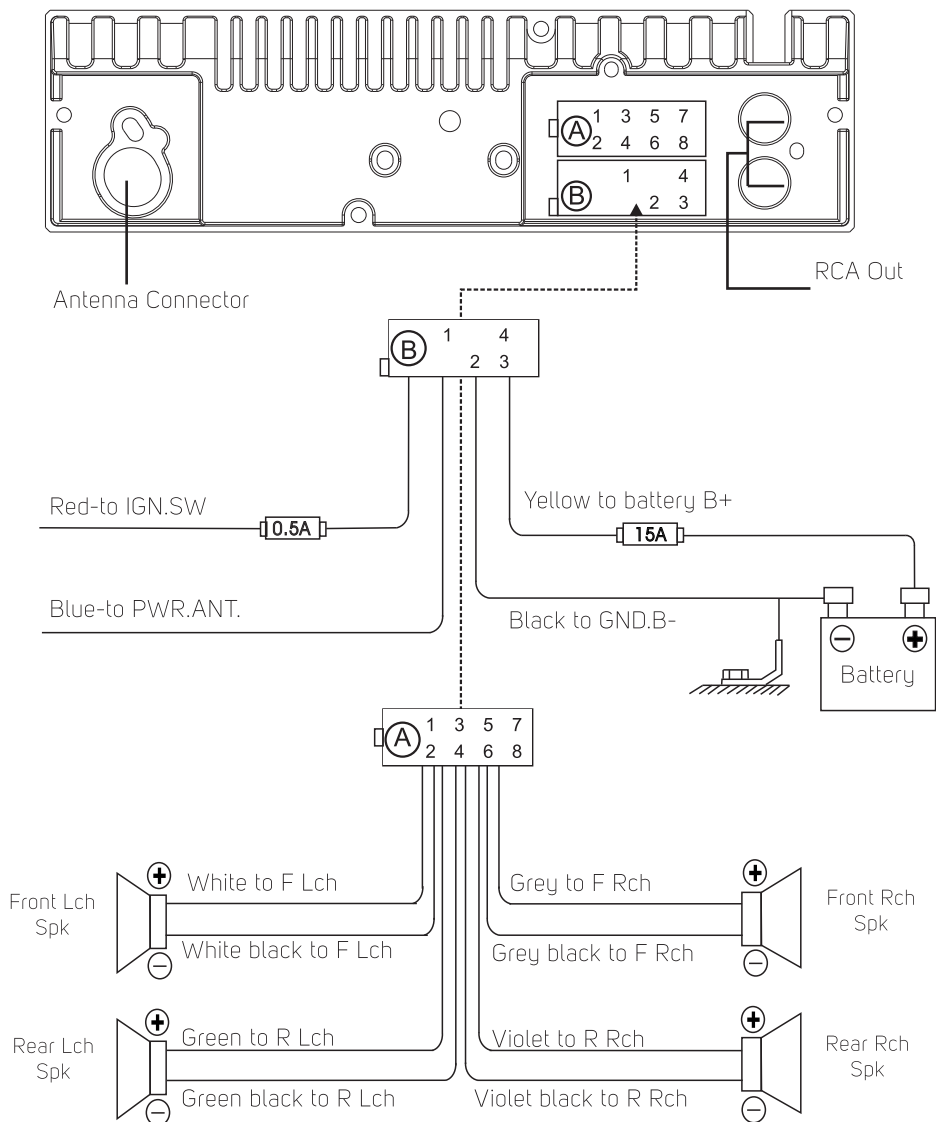 A 1 3 5 7
2 4 6 8
B 1 4
2 3
RCA Out
Antenna Connector
B 1 4
2 3
Red-to IGN.SW
0.5A
Yellow to battery B+
15A
Blue-to PWR.ANT.
Black to GND.B-
Battery
A 1 3 5 7
2 4 6 8
White to F Lch
Grey to F Rch
Front Lch
Spk
Front Rch
Spk
White black to F Lch
Grey black to F Rch
Green to R Lch
Violet to R Rch
Rear Lch
Spk
Rear Rch
Spk
Green black to R Lch
Violet black to R Rch